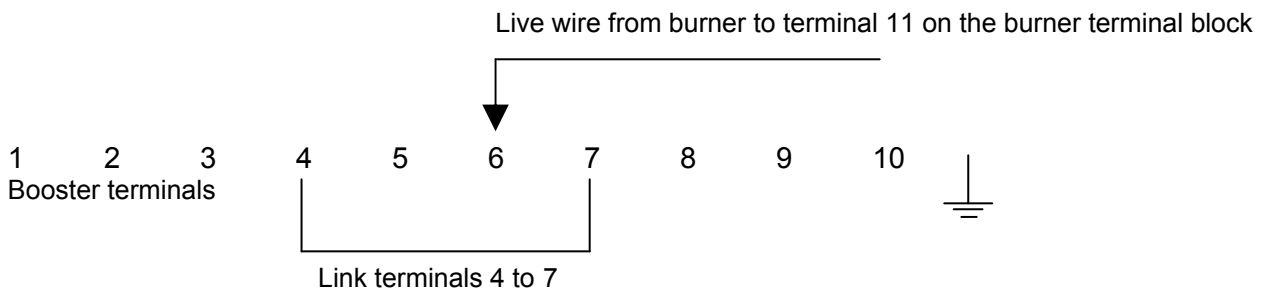 Live wire from burner to terminal 11 on the burner terminal block
1 2 3 4 5 6 7 8 9 10
Booster terminals
Link terminals 4 to 7